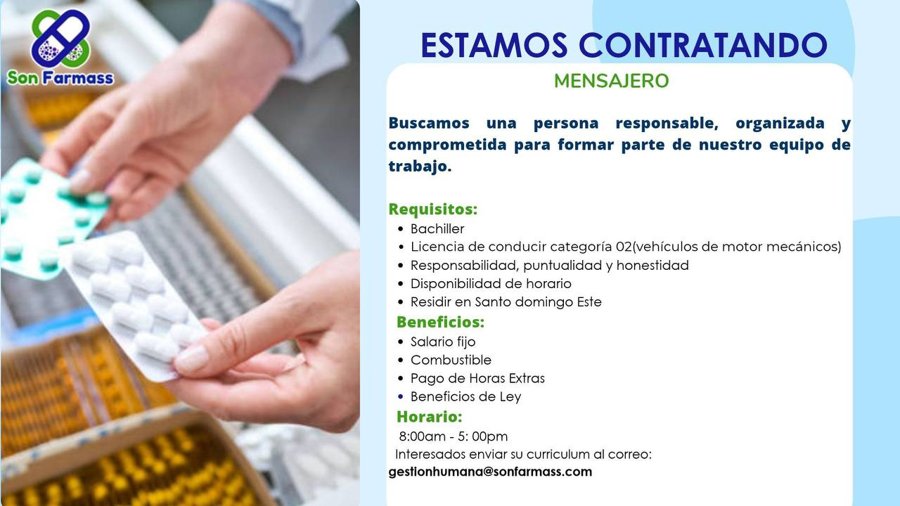 Son Farmass
ESTAMOS CONTRATANDO
MENSAJERO
Buscamos una persona responsable, organizada y
comprometida para formar parte de nuestro equipo de
trabajo.
Requisitos:
• Bachiller
• Licencia de conducir categoría 02(vehículos de motor mecánicos)
• Responsabilidad, puntualidad y honestidad
• Disponibilidad de horario
• Residir en Santo domingo Este
Beneficios:
• Salario fijo
• Combustible
• Pago de Horas Extras
• Beneficios de Ley
Horario:
8:00am - 5: 00pm
Interesados enviar su curriculum al correo:
gestionhumana@sonfarmass.com